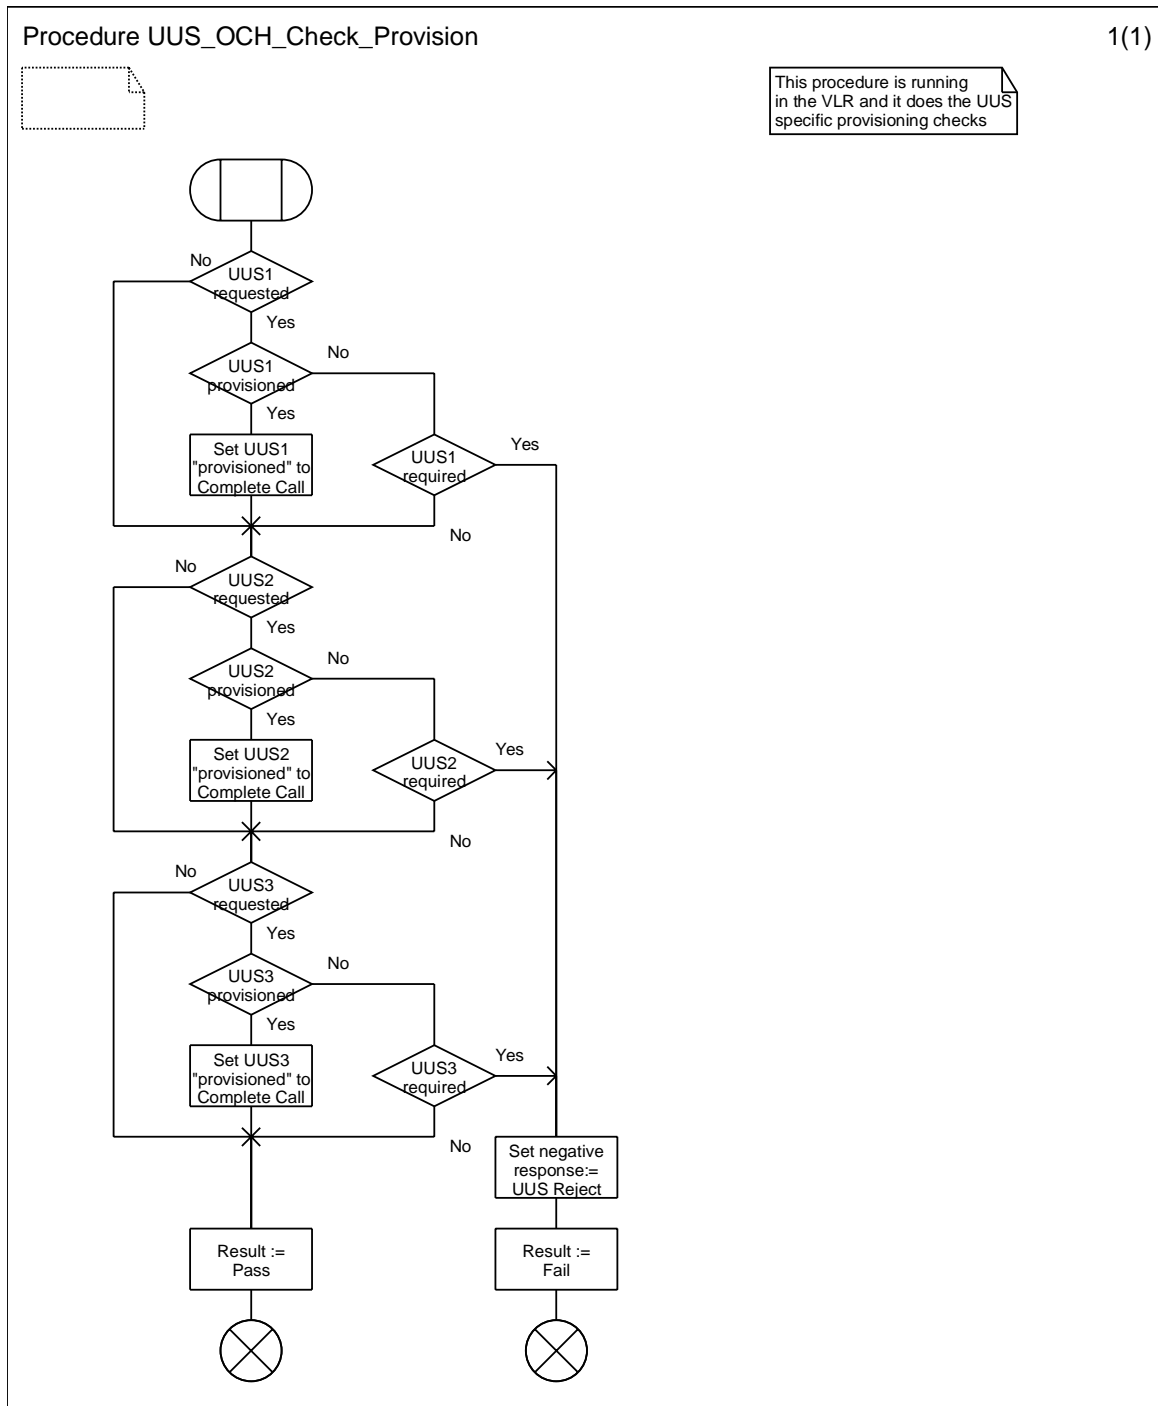 Procedure UUS_OCH_Check_Provision
1(1)
This procedure is running
in the VLR and it does the UUS
specific provisioning checks
No
UUS1
requested
Yes
UUS1
provisioned
No
Yes
Set UUS1
"provisioned" to
Complete Call
UUS1
required
Yes
No
No
UUS2
requested
Yes
UUS2
provisioned
No
Yes
Set UUS2
"provisioned" to
Complete Call
UUS2
required
Yes
No
No
UUS3
requested
Yes
UUS3
provisioned
No
Yes
Set UUS3
"provisioned" to
Complete Call
UUS3
required
Yes
No
Set negative
response:=
UUS Reject
Result :=
Pass
Result :=
Fail